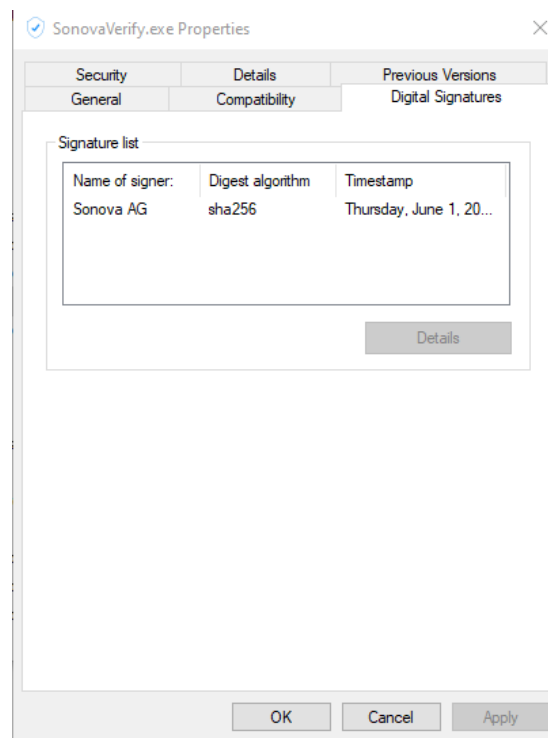 SonovaVerify.exe Properties
Security Details Previous Versions
General Compatibility Digital Signatures
Signature list
Name of signer: Digest algorithm Timestamp
Sonova AG sha256 Thursday, June 1, 20...
Details
OK Cancel Apply